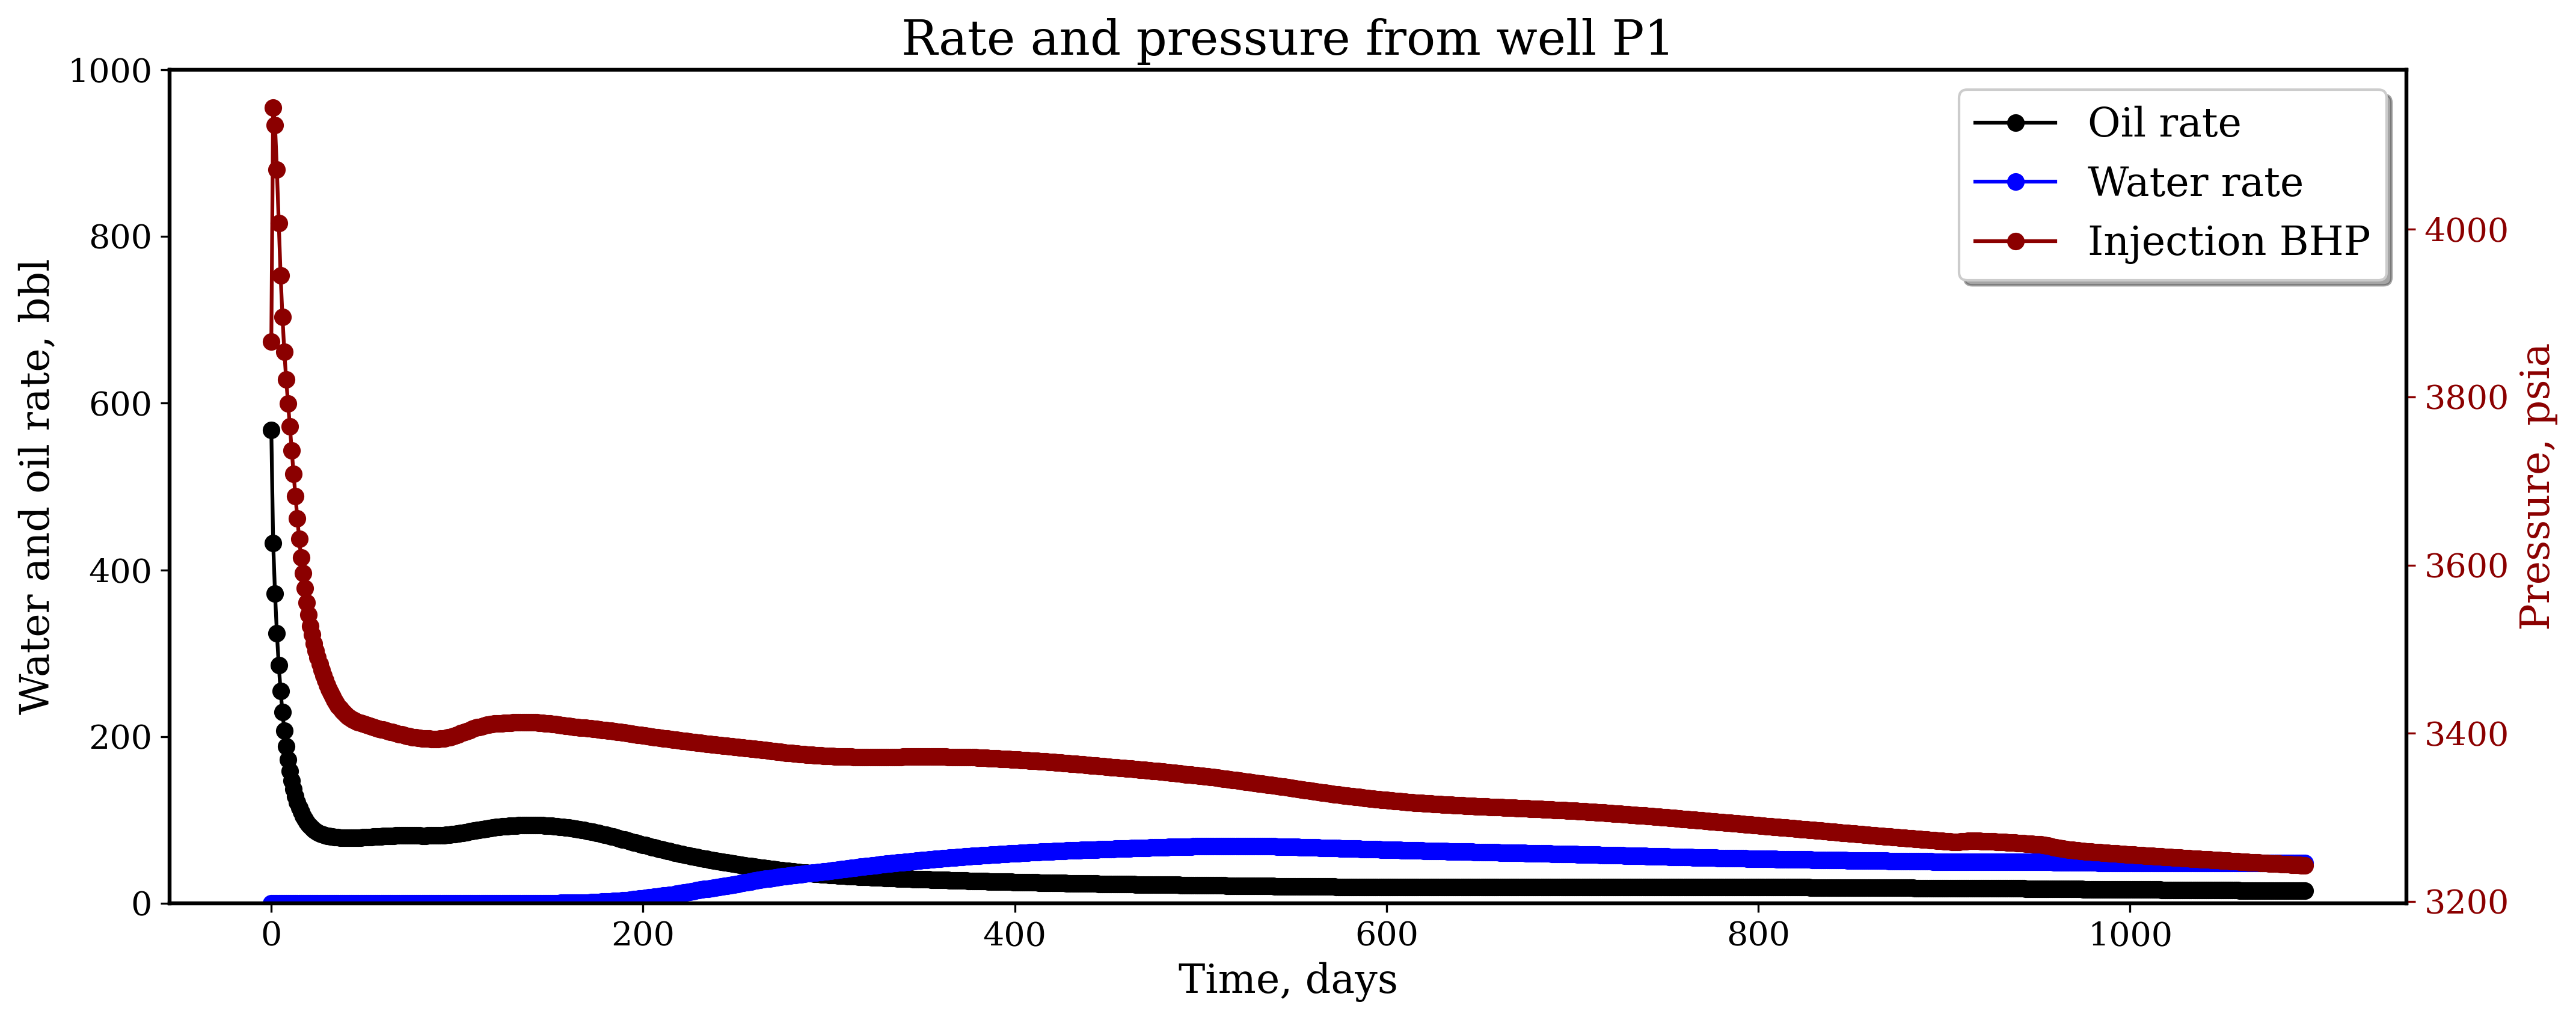 Rate and pressure from well P1
1000
800
600
400
200
0
Water and oil rate, bbl
Oil rate
Water rate
Injection BHP
4000
3800
3600
3400
3200
Pressure, psia
0
200
400
600
800
1000
Time, days